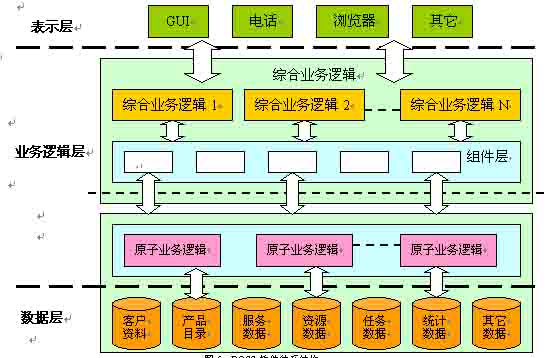 GUI
电话
浏览器
其它
表示层
综合业务逻辑
综合业务逻辑 1
综合业务逻辑 2
综合业务逻辑 N
业务逻辑层
组件层
原子业务逻辑
原子业务逻辑
原子业务逻辑
数据层
客户
资料
产品
目录
服务
数据
资源
数据
任务
数据
统计
数据
其它
数据